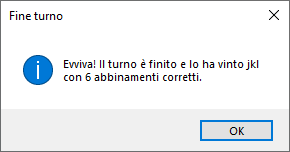 Fine turno
Evviva! Il turno è finito e lo ha vinto jkl
con 6 abbinamenti corretti.
OK